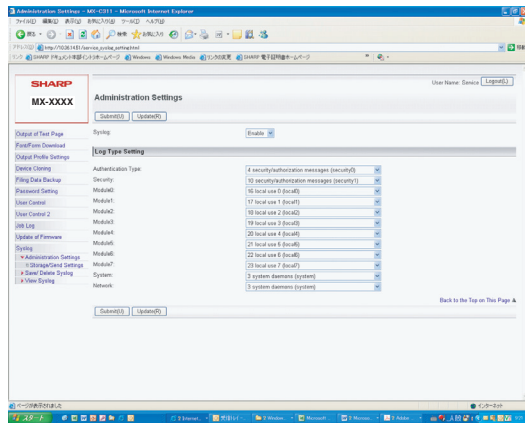 Administration Settings - MX-C311 - Microsoft Internet Explorer
ファイル(F) 編集(E) 表示(V) お気に入り(A) ツール(T) ヘルプ(H)
戻る 検索 お気に入り
アドレス(D)
リンク Windows Windows Media リンクの変更
SHARP
User Name: Service Logout(L)
MX-XXXX
Administration Settings
Submit(U) Update(R)
Output of Test Page
Syslog: Enable
Font/Form Download
Output Profile Settings
Log Type Setting
Device Cloning
Authentication Type: 4 security/authorization messages (security0)
Filing Data Backup
Security: 10 security/authorization messages (security1)
Password Setting
Module0: 16 local use 0 (local0)
User Control
Module1: 17 local use 1 (local1)
User Control 2
Module2: 18 local use 2 (local2)
Job Log
Module3: 19 local use 3 (local3)
Update of Firmware
Module4: 20 local use 4 (local4)
Syslog
Module5: 21 local use 5 (local5)
Administration Settings
Module6: 22 local use 6 (local6)
Storage/Send Settings
Module7: 23 local use 7 (local7)
Save/ Delete Syslog
System: 3 system daemons (system)
View Syslog
Network: 3 system daemons (system)
Back to the Top on This Page
Submit(U) Update(R)
ページが表示されました
インターネット
スタート